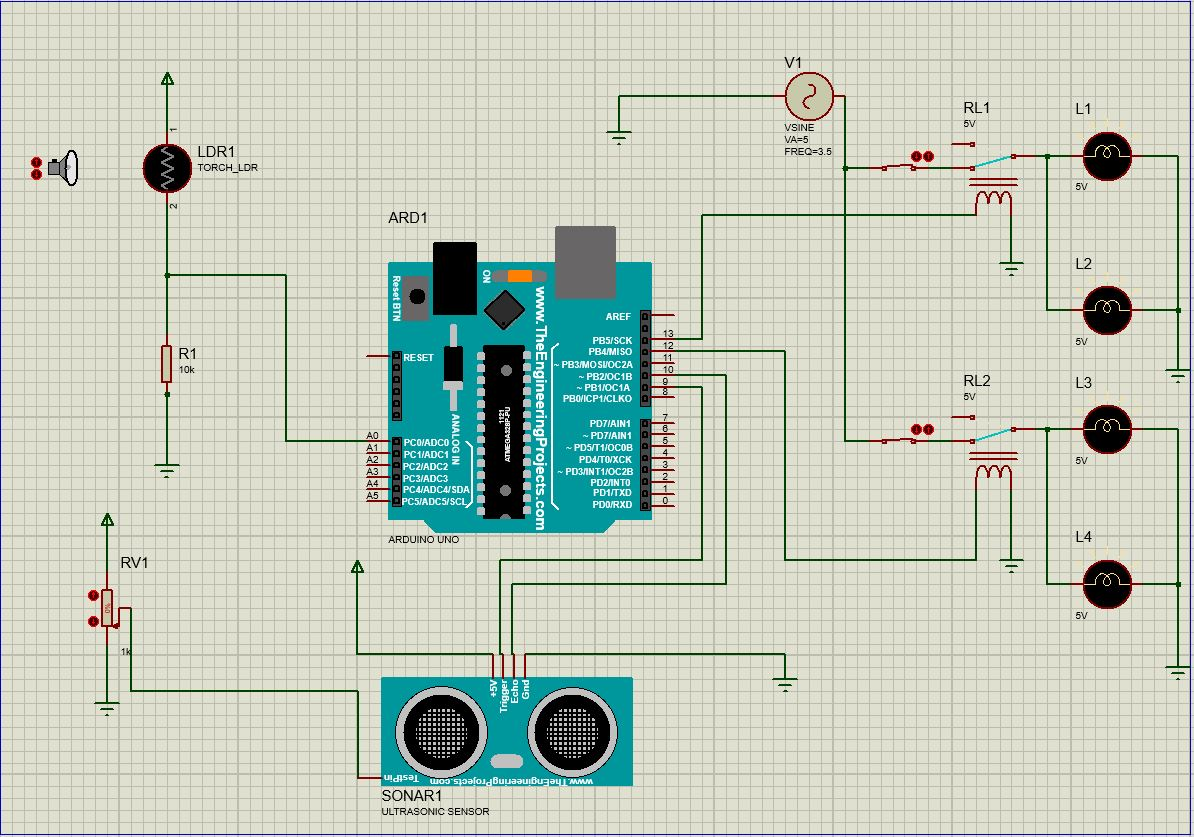 V1
VSINE
VA=5
FREQ=3.5
RL1
5V
L1
5V
1
LDR1
TORCH_LDR
2
ARD1
L2
5V
ON
Reset BTN
www.TheEngineeringProjects.com
R1
10k
RESET
AREF
PB5/SCK
13
PB4/MISO
12
~ PB3/MOSI/OC2A
11
~ PB2/OC1B
10
~ PB1/OC1A
9
PB0/ICP1/CLKO
8
RL2
5V
L3
5V
ANALOG IN
1121
ATMEGA328P-PU
A0
PC0/ADC0
A1
PC1/ADC1
A2
PC2/ADC2
A3
PC3/ADC3
A4
PC4/ADC4/SDA
A5
PC5/ADC5/SCL
PD7/AIN1
7
~ PD7/AIN1
6
~ PD5/T1/OC0B
5
PD4/T0/XCK
4
~ PD3/INT1/OC2B
3
PD2/INT0
2
PD1/TXD
1
PD0/RXD
0
ARDUINO UNO
L4
5V
RV1
0%
1k
+5V
Trigger
Echo
Gnd
TestPin
www.TheEngineeringProjects.com
SONAR1
ULTRASONIC SENSOR